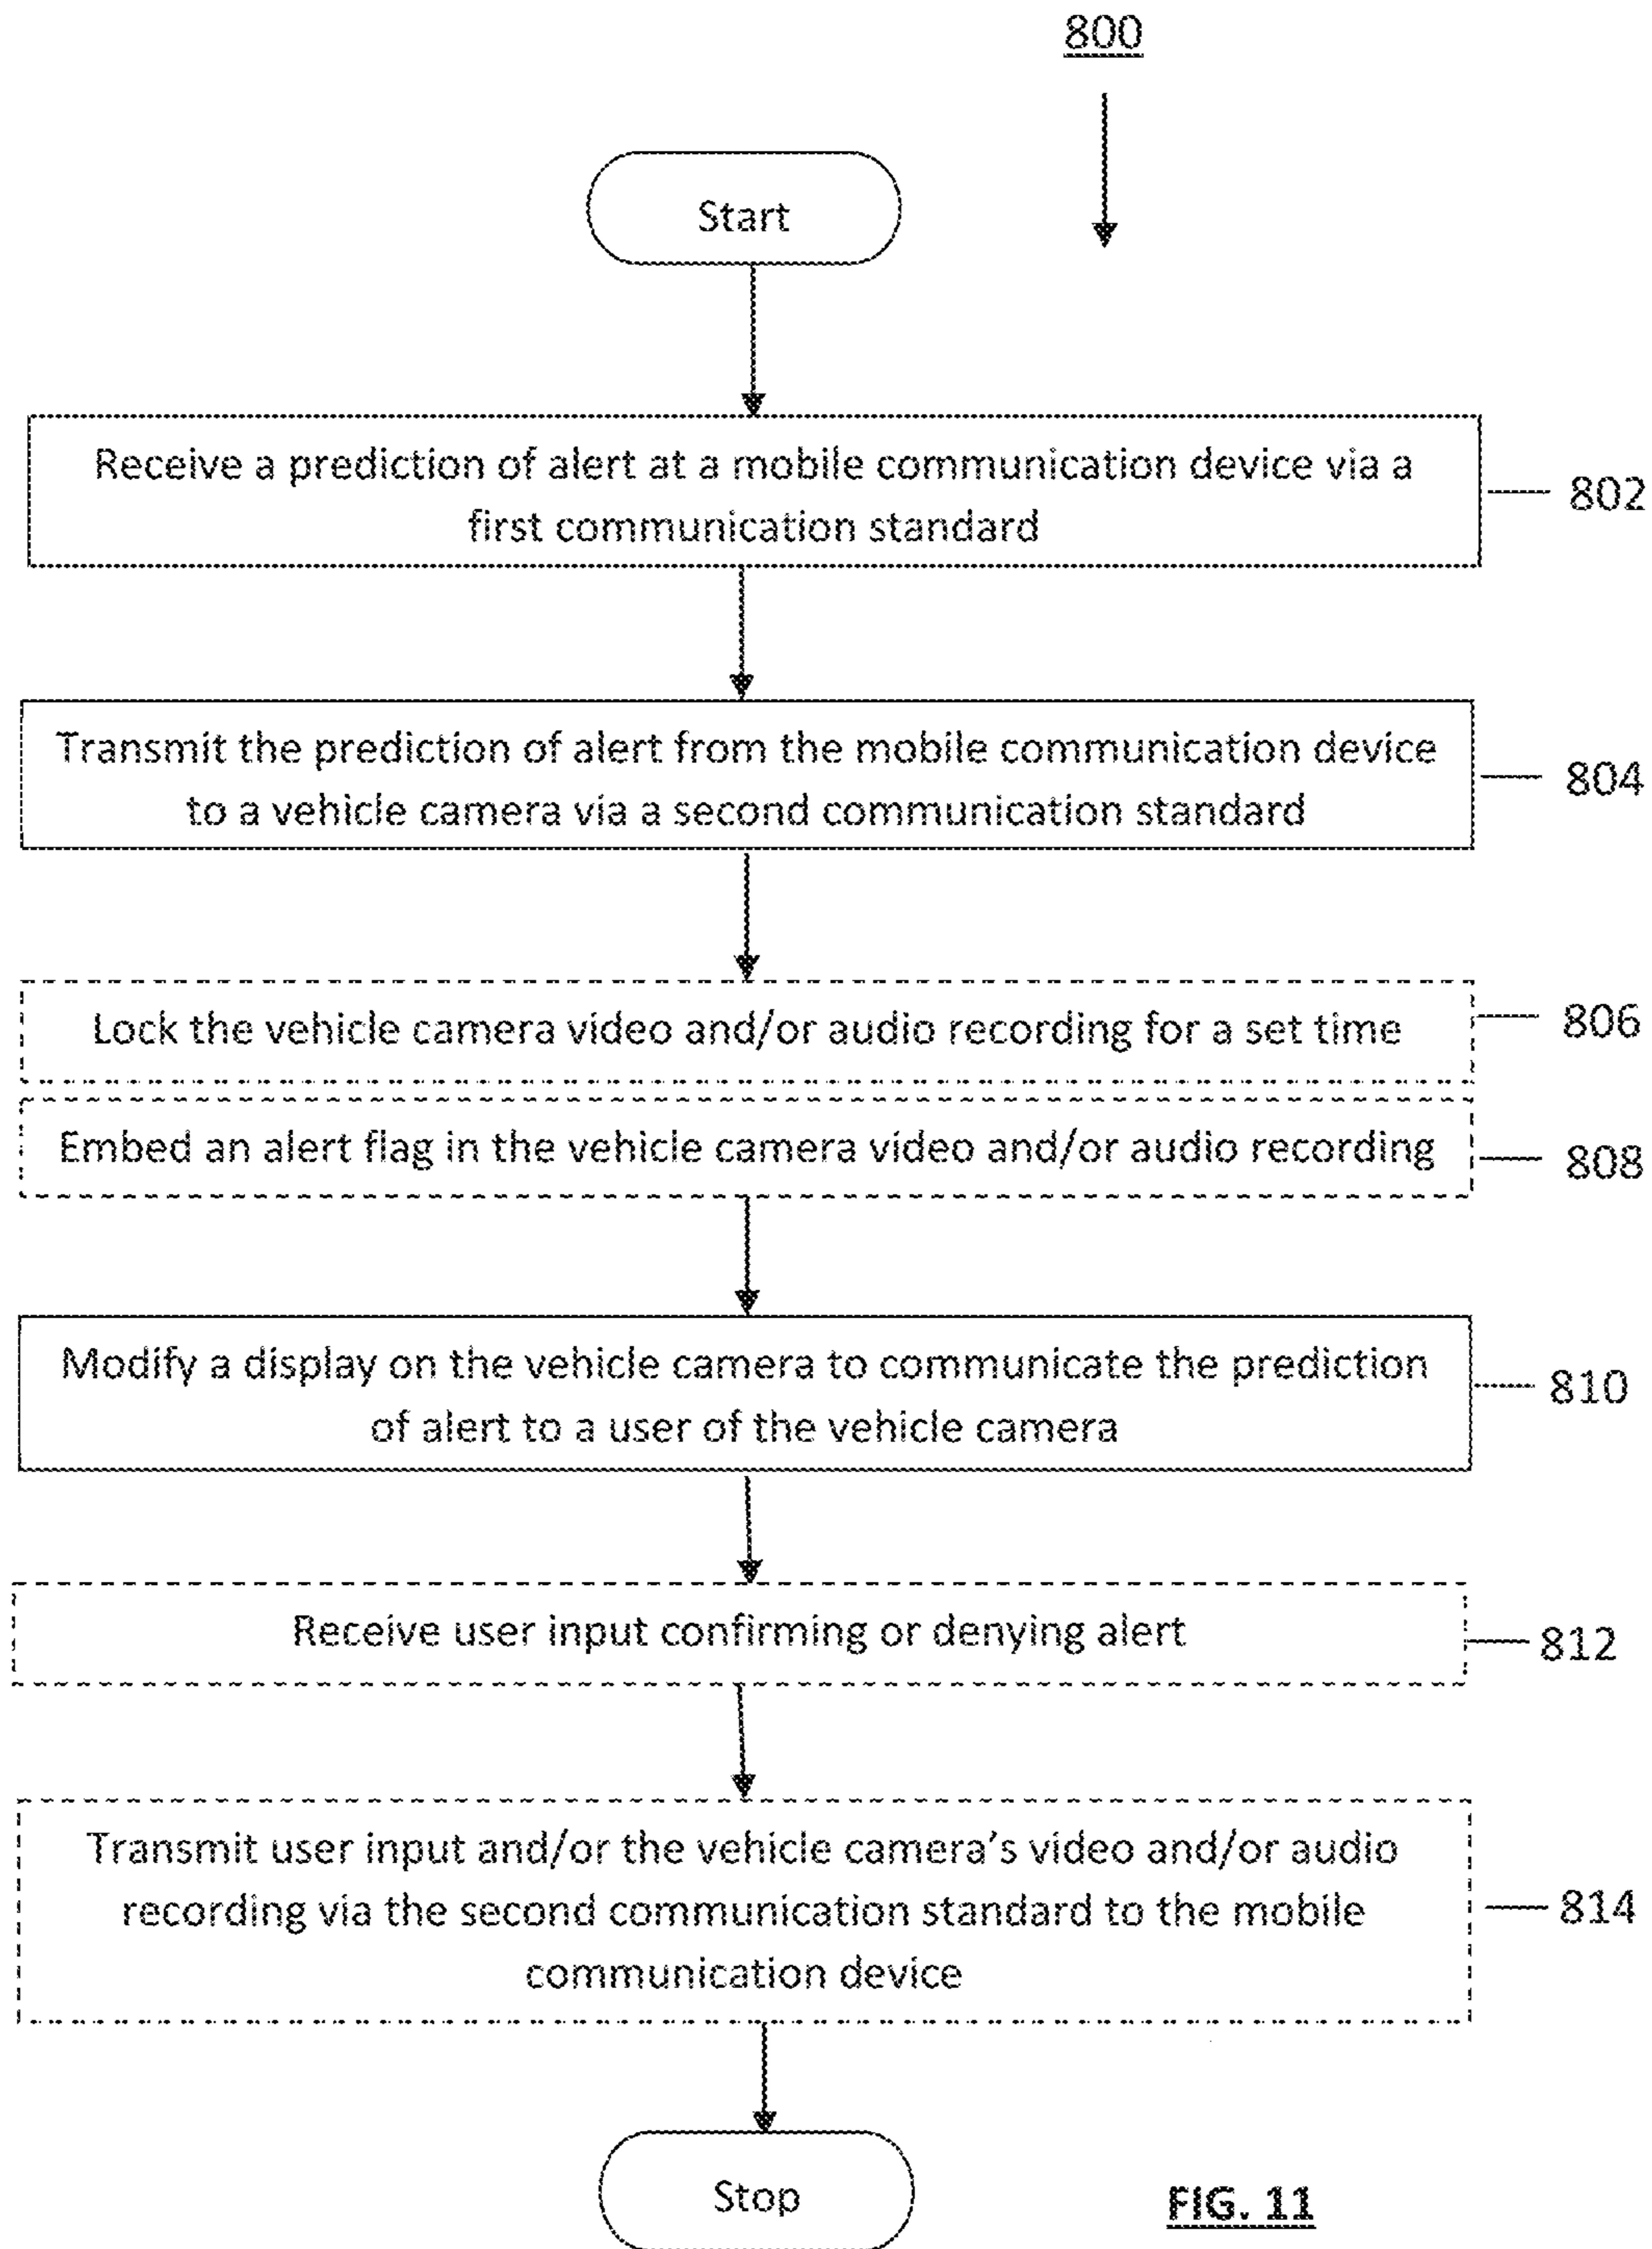 800
Start
Receive a prediction of alert at a mobile communication device via a
first communication standard
802
Transmit the prediction of alert from the mobile communication device
to a vehicle camera via a second communication standard
804
Lock the vehicle camera video and/or audio recording for a set time
806
Embed an alert flag in the vehicle camera video and/or audio recording
808
Modify a display on the vehicle camera to communicate the prediction
of alert to a user of the vehicle camera
810
Receive user input confirming or denying alert
812
Transmit user input and/or the vehicle camera's video and/or audio
recording via the second communication standard to the mobile
communication device
814
Stop
FIG. 11